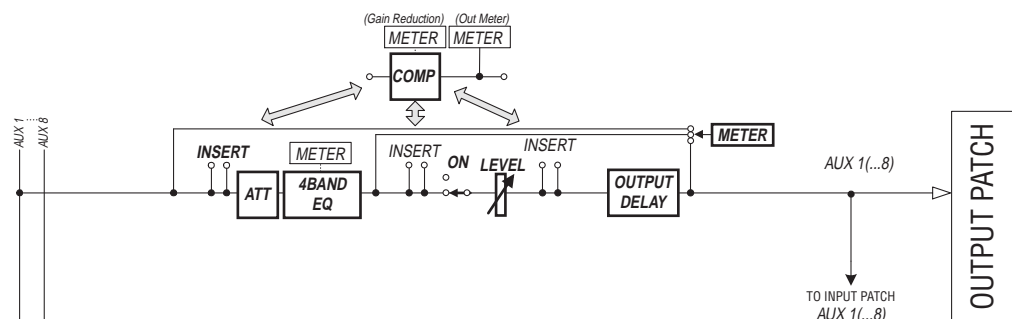 (Gain Reduction) (Out Meter)
METER METER
COMP
AUX 1
AUX 8
METER
INSERT METER INSERT ON LEVEL INSERT
ATT
4BAND
EQ
OUTPUT
DELAY
AUX 1(...8)
TO INPUT PATCH
AUX 1(...8)
OUTPUT PATCH